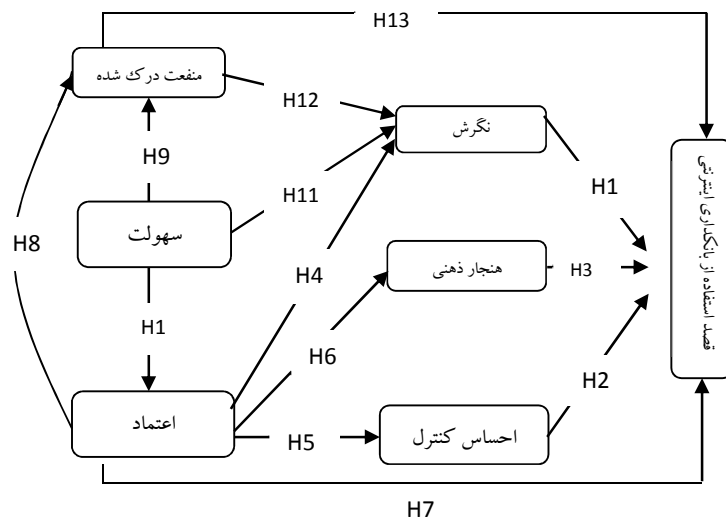 H13
منفعت درک شده
H12
نگرش
H9
H11
H1
سهولت
H8
H4
هنجار ذهنی
H3
قصد استفاده از بانکداری اینترنتی
H1
H6
H2
اعتماد
H5
احساس کنترل
H7